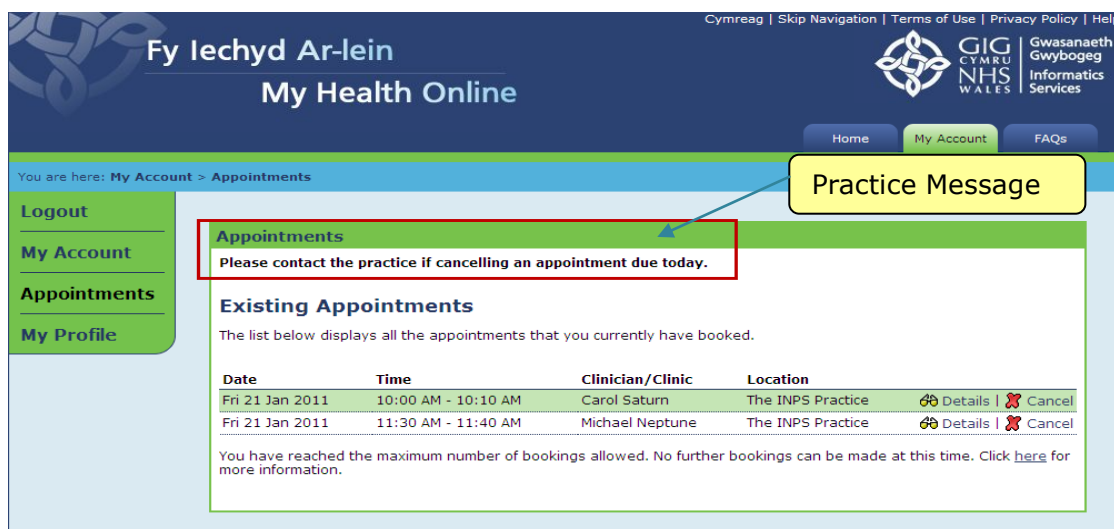 Cymreag | Skip Navigation | Terms of Use | Privacy Policy | Help
Fy Iechyd Ar-lein
My Health Online
GIG CYMRU NHS WALES
Gwasanaeth Gwybogeg Informatics Services
Home My Account FAQs
You are here: My Account > Appointments
Practice Message
Logout
My Account
Appointments
My Profile
Appointments
Please contact the practice if cancelling an appointment due today.
Existing Appointments
The list below displays all the appointments that you currently have booked.
Date Time Clinician/Clinic Location
Fri 21 Jan 2011 10:00 AM - 10:10 AM Carol Saturn The INPS Practice Details | Cancel
Fri 21 Jan 2011 11:30 AM - 11:40 AM Michael Neptune The INPS Practice Details | Cancel
You have reached the maximum number of bookings allowed. No further bookings can be made at this time. Click here for
more information.